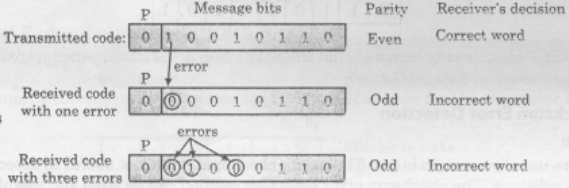 P Message bits Parity Receiver's decision
Transmitted code: 0 1 0 0 1 0 1 1 0 Even Correct word
error
P
Received code with one error 0 0 0 0 1 0 1 1 0 Odd Incorrect word
errors
P
Received code with three errors 0 0 1 0 0 1 1 0 Odd Incorrect word